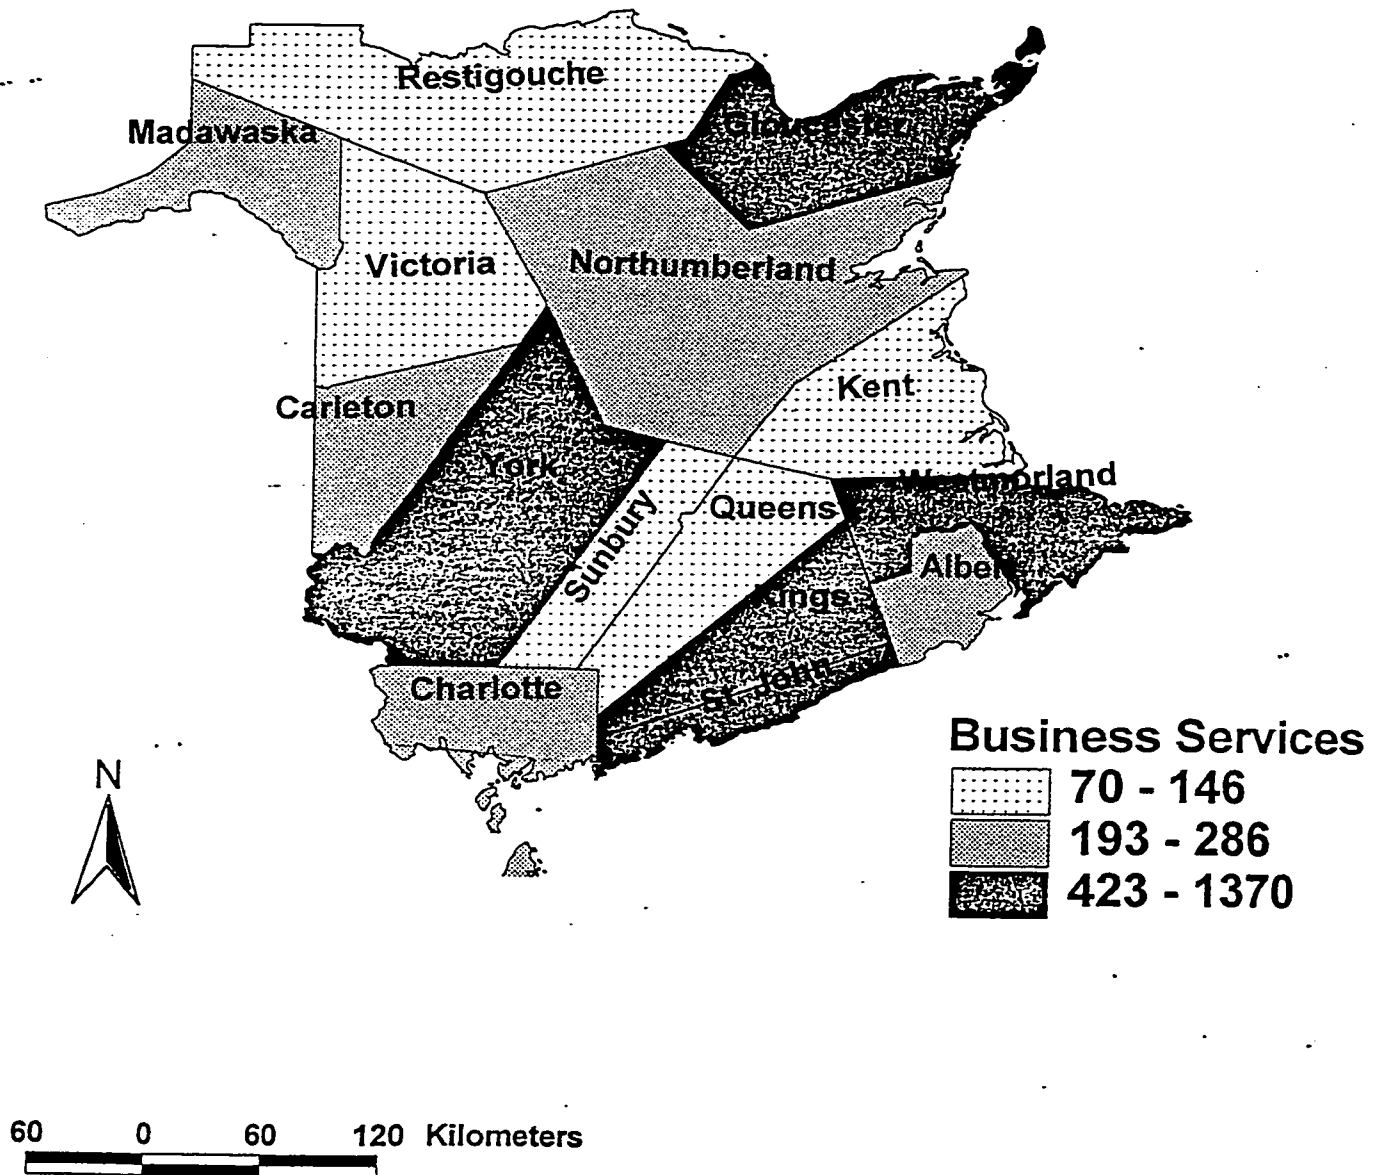 Restigouche
Madawaska
Gloucester
Victoria
Northumberland
Kent
Carleton
York
Westmorland
Queens
Sunbury
Albert
Kings
St. John
Charlotte
Business Services
70 - 146
193 - 286
423 - 1370
N
60 0 60 120 Kilometers